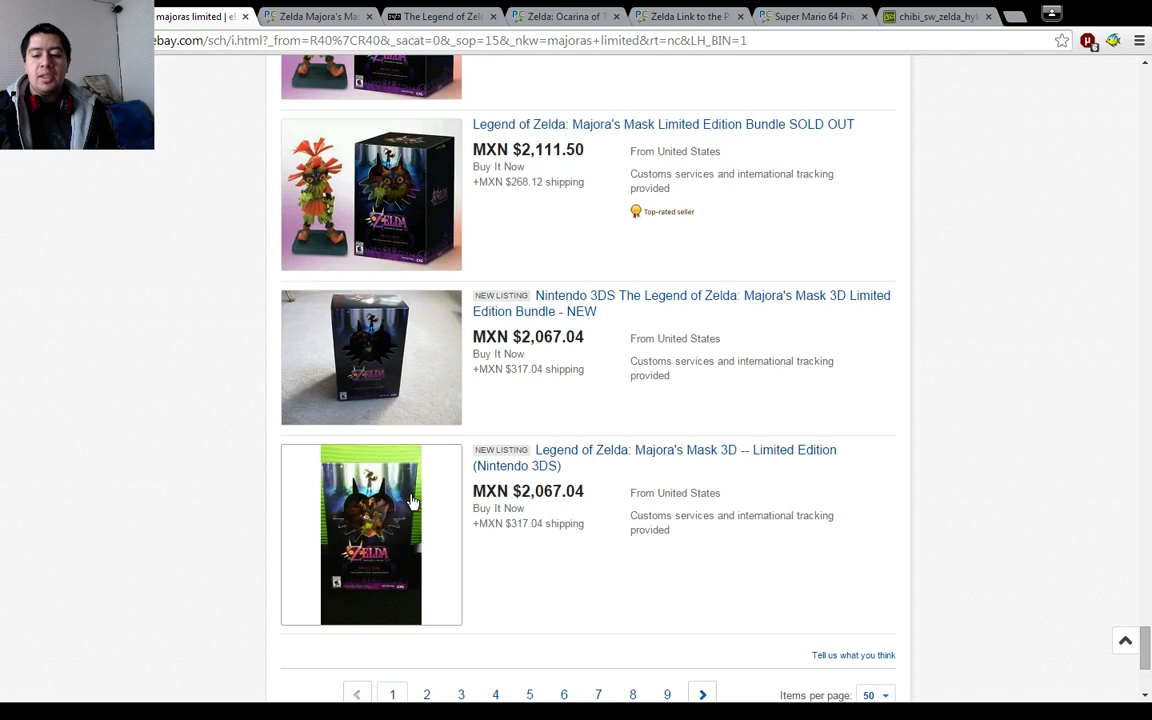 majoras limited | e
Zelda Majora's Ma
The Legend of Zel
Zelda: Ocarina of T
Zelda Link to the P
Super Mario 64 Pri
chibi_sw_zelda_hy
ebay.com/sch/i.html?_from=R40%7CR40&_sacat=0&_sop=15&_nkw=majoras+limited&rt=nc&LH_BIN=1
Legend of Zelda: Majora's Mask Limited Edition Bundle SOLD OUT
MXN $2,111.50
From United States
Buy It Now
+MXN $268.12 shipping
Customs services and international tracking
provided
Top-rated seller
ZELDA
NEW LISTING Nintendo 3DS The Legend of Zelda: Majora's Mask 3D Limited
Edition Bundle - NEW
MXN $2,067.04
From United States
Buy It Now
+MXN $317.04 shipping
Customs services and international tracking
provided
ZELDA
NEW LISTING Legend of Zelda: Majora's Mask 3D -- Limited Edition
(Nintendo 3DS)
MXN $2,067.04
From United States
Buy It Now
+MXN $317.04 shipping
Customs services and international tracking
provided
ZELDA
Tell us what you think
1 2 3 4 5 6 7 8 9
Items per page: 50